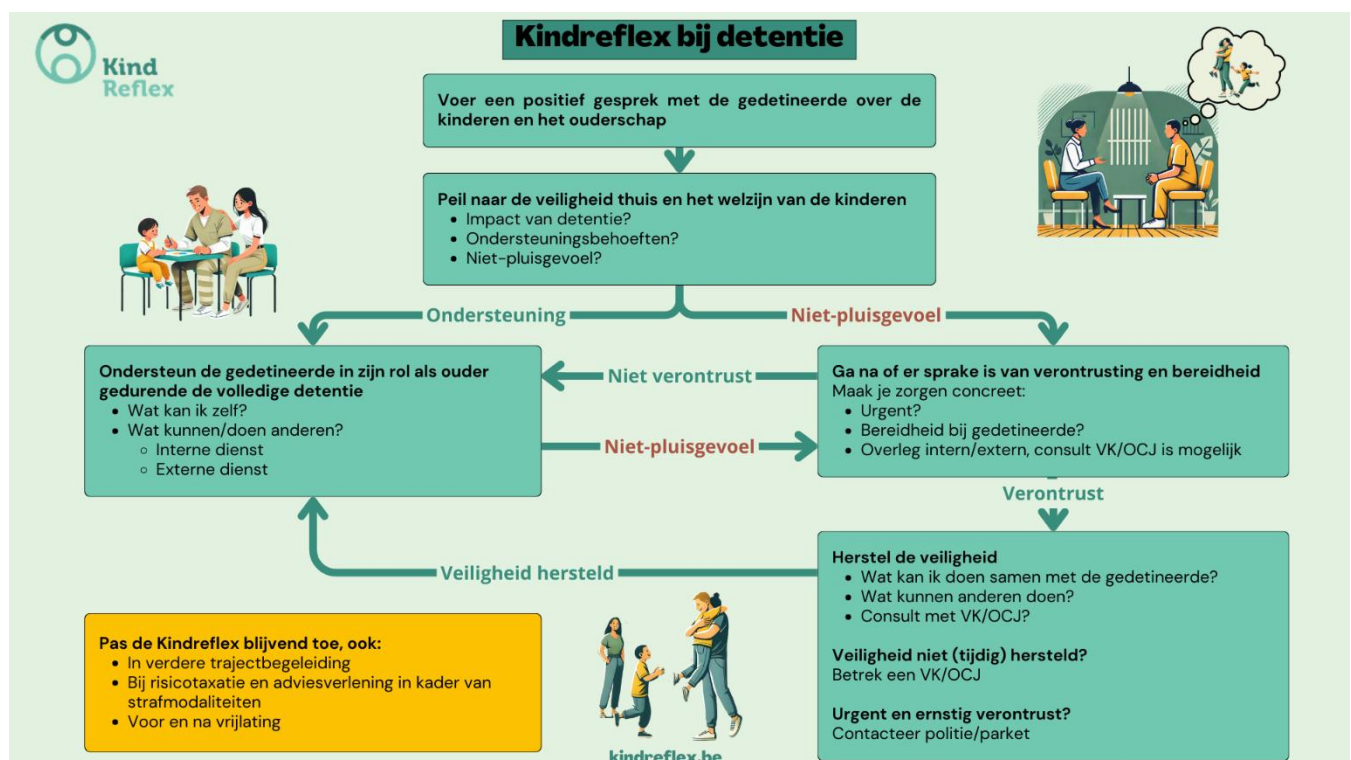 Kind
Reflex
Kindreflex bij detentie
Voer een positief gesprek met de gedetineerde over de
kinderen en het ouderschap
Peil naar de veiligheid thuis en het welzijn van de kinderen
• Impact van detentie?
• Ondersteuningsbehoeften?
• Niet-pluisgevoel?
Ondersteuning
Niet-pluisgevoel
Ondersteun de gedetineerde in zijn rol als ouder
gedurende de volledige detentie
• Wat kan ik zelf?
• Wat kunnen/doen anderen?
○ Interne dienst
○ Externe dienst
Niet verontrust
Niet-pluisgevoel
Ga na of er sprake is van verontrusting en bereidheid
Maak je zorgen concreet:
• Urgent?
• Bereidheid bij gedetineerde?
• Overleg intern/extern, consult VK/OCJ is mogelijk
Verontrust
Herstel de veiligheid
• Wat kan ik doen samen met de gedetineerde?
• Wat kunnen anderen doen?
• Consult met VK/OCJ?
Veiligheid niet (tijdig) hersteld?
Betrek een VK/OCJ
Urgent en ernstig verontrust?
Contacteer politie/parket
Veiligheid hersteld
Pas de Kindreflex blijvend toe, ook:
• In verdere trajectbegeleiding
• Bij risicotaxatie en adviesverlening in kader van
strafmodaliteiten
• Voor en na vrijlating
kindreflex.be